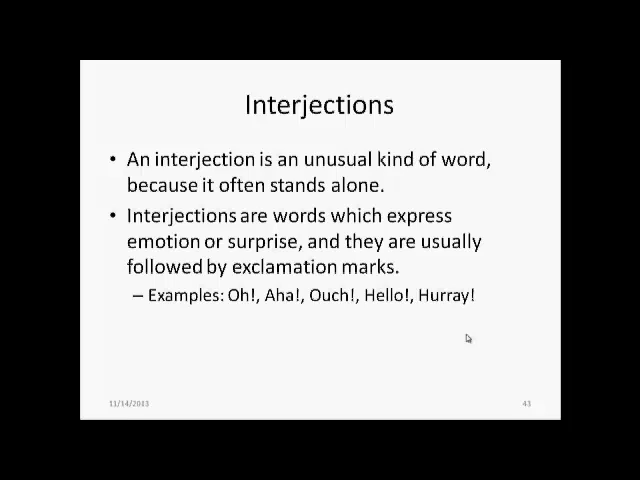 Interjections
• An interjection is an unusual kind of word,
because it often stands alone.
• Interjections are words which express
emotion or surprise, and they are usually
followed by exclamation marks.
– Examples: Oh!, Aha!, Ouch!, Hello!, Hurray!
11/14/2013
43